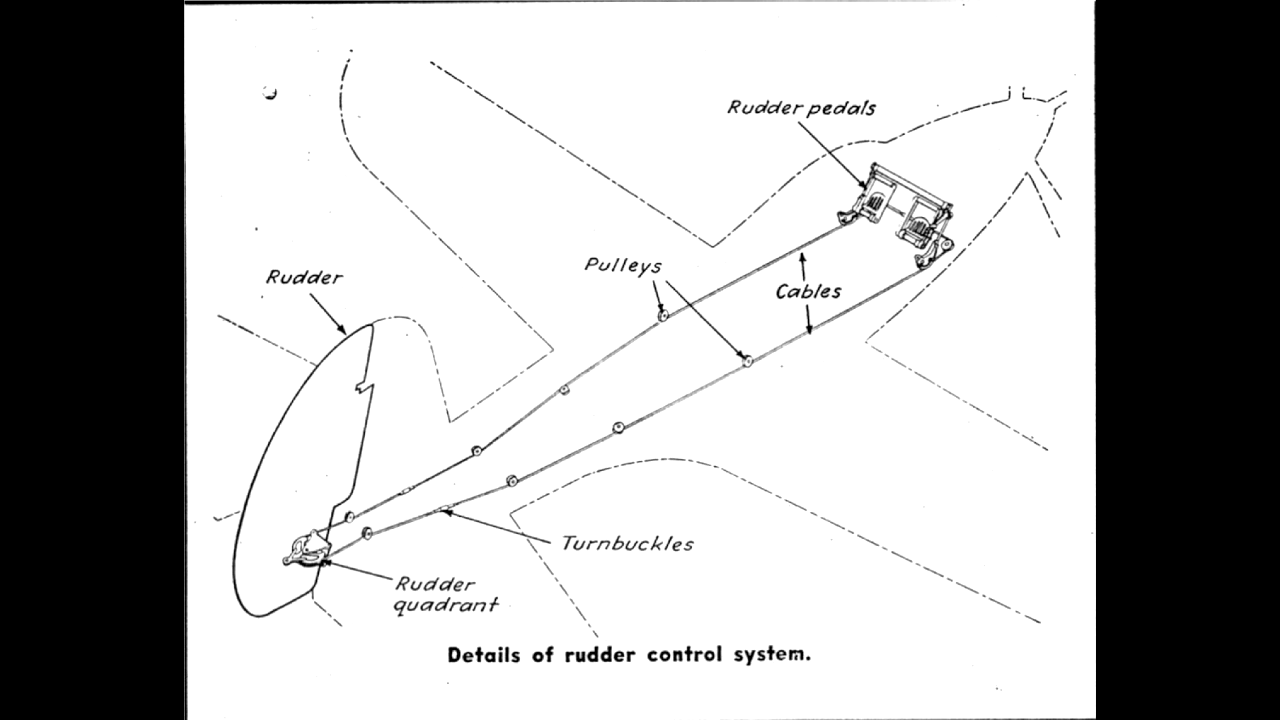 Rudder pedals
Pulleys
Rudder
Cables
Turnbuckles
Rudder
quadrant
Details of rudder control system.